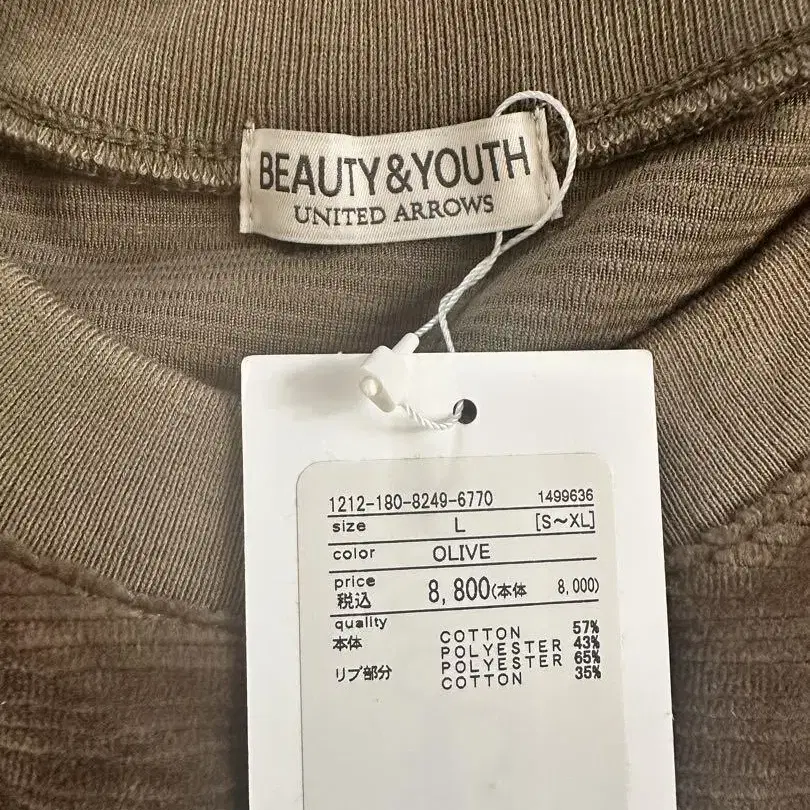 BEAUTY&YOUTH
UNITED ARROWS
1212-180-8249-6770 1499636
size L [S~XL]
color OLIVE
price
税込 8,800(本体 8,000)
quality
本体 COTTON 57%
POLYESTER 43%
リブ部分 POLYESTER 65%
COTTON 35%